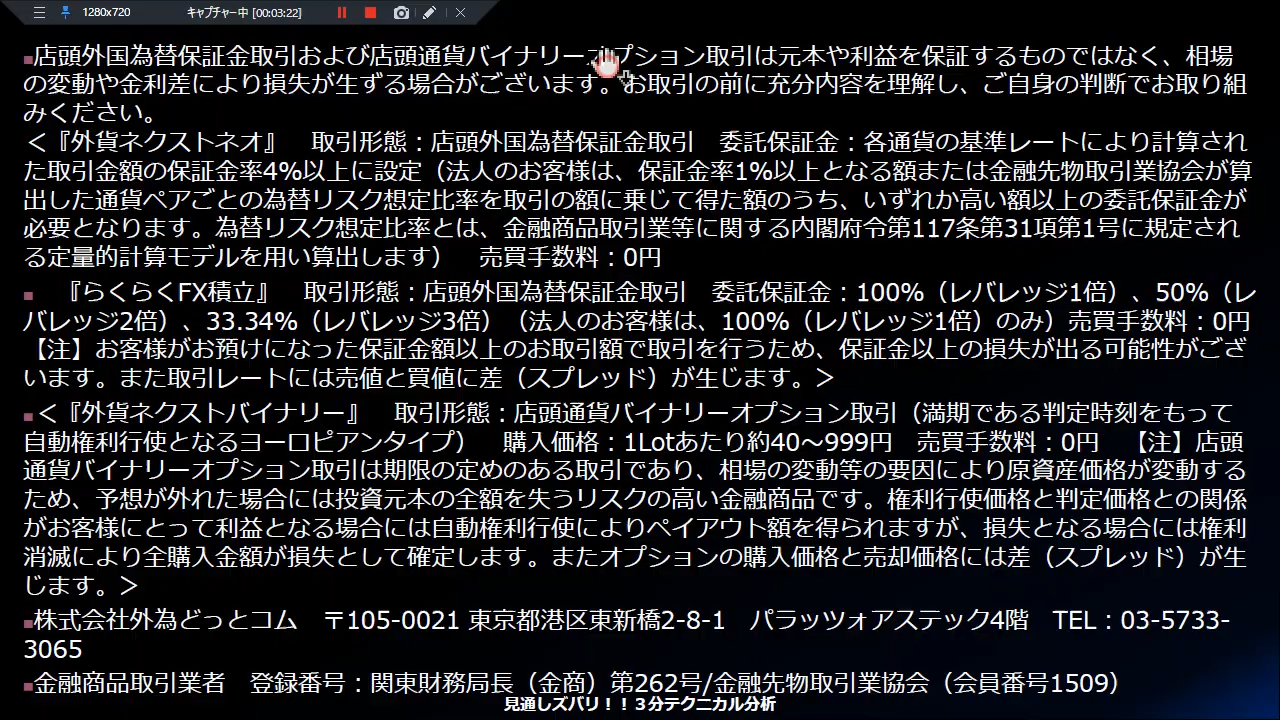 1280x720 キャプチャー中 [00:03:22]
■店頭外国為替保証金取引および店頭通貨バイナリーオプション取引は元本や利益を保証するものではなく、相場
の変動や金利差により損失が生ずる場合がございます。お取引の前に充分内容を理解し、ご自身の判断でお取り組
みください。
＜『外貨ネクストネオ』　取引形態：店頭外国為替保証金取引　委託保証金：各通貨の基準レートにより計算され
た取引金額の保証金率4%以上に設定（法人のお客様は、保証金率1%以上となる額または金融先物取引業協会が算
出した通貨ペアごとの為替リスク想定比率を取引の額に乗じて得た額のうち、いずれか高い額以上の委託保証金が
必要となります。為替リスク想定比率とは、金融商品取引業等に関する内閣府令第117条第31項第1号に規定され
る定量的計算モデルを用い算出します）　売買手数料：0円
■　『らくらくFX積立』　取引形態：店頭外国為替保証金取引　委託保証金：100%（レバレッジ1倍）、50%（レ
バレッジ2倍）、33.34%（レバレッジ3倍）（法人のお客様は、100%（レバレッジ1倍）のみ）売買手数料：0円
【注】お客様がお預けになった保証金額以上のお取引額で取引を行うため、保証金以上の損失が出る可能性がござ
います。また取引レートには売値と買値に差（スプレッド）が生じます。＞
■＜『外貨ネクストバイナリー』　取引形態：店頭通貨バイナリーオプション取引（満期である判定時刻をもって
自動権利行使となるヨーロピアンタイプ）　購入価格：1Lotあたり約40～999円　売買手数料：0円　【注】店頭
通貨バイナリーオプション取引は期限の定めのある取引であり、相場の変動等の要因により原資産価格が変動する
ため、予想が外れた場合には投資元本の全額を失うリスクの高い金融商品です。権利行使価格と判定価格との関係
がお客様にとって利益となる場合には自動権利行使によりペイアウト額を得られますが、損失となる場合には権利
消滅により全購入金額が損失として確定します。またオプションの購入価格と売却価格には差（スプレッド）が生
じます。＞
■株式会社外為どっとコム　〒105-0021 東京都港区東新橋2-8-1　パラッツォアステック4階　TEL：03-5733-
3065
■金融商品取引業者　登録番号：関東財務局長（金商）第262号/金融先物取引業協会（会員番号1509）
見通しズバリ！！３分テクニカル分析